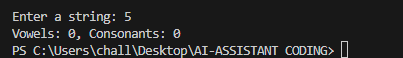 Enter a string: 5
Vowels: 0, Consonants: 0
PS C:\Users\chall\Desktop\AI-ASSISTANT CODING>